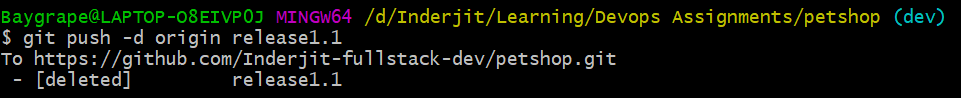 Baygrape@LAPTOP-O8EIVP0J MINGW64 /d/Inderjit/Learning/Devops Assignments/petshop (dev)
$ git push -d origin release1.1
To https://github.com/Inderjit-fullstack-dev/petshop.git
 - [deleted]         release1.1